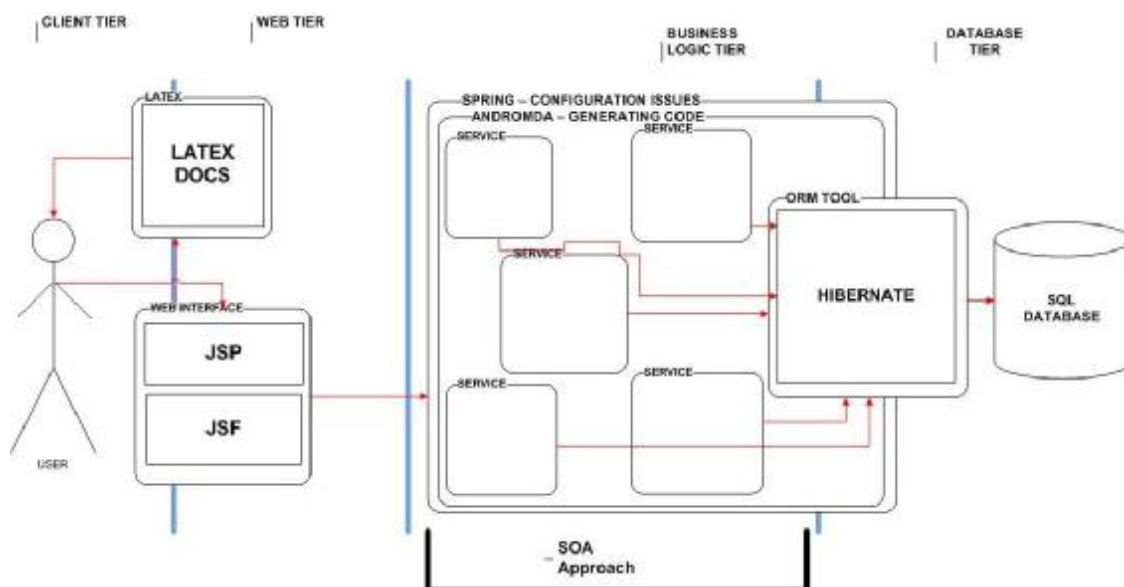 CLIENT TIER
WEB TIER
BUSINESS
LOGIC TIER
DATABASE
TIER
LATEX
LATEX
DOCS
SPRING – CONFIGURATION ISSUES
ANDROMDA – GENERATING CODE
SERVICE
SERVICE
ORM TOOL
SERVICE
HIBERNATE
SQL
DATABASE
WEB INTERFACE
JSP
JSF
SERVICE
SERVICE
USER
SOA
Approach